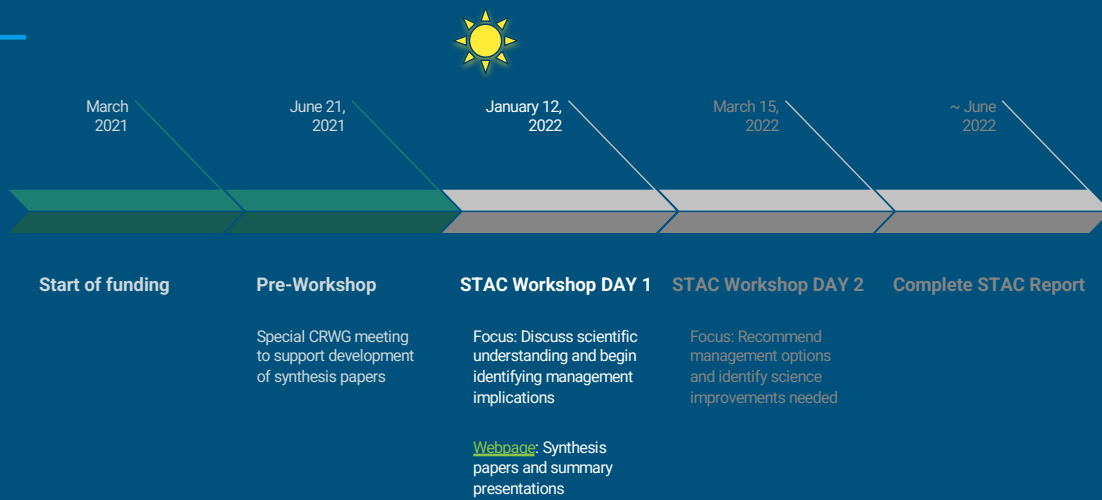 March
2021
June 21,
2021
January 12,
2022
March 15,
2022
~ June
2022
Start of funding
Pre-Workshop
Special CRWG meeting
to support development
of synthesis papers
STAC Workshop DAY 1
Focus: Discuss scientific
understanding and begin
identifying management
implications
Webpage: Synthesis
papers and summary
presentations
STAC Workshop DAY 2
Focus: Recommend
management options
and identify science
improvements needed
Complete STAC Report